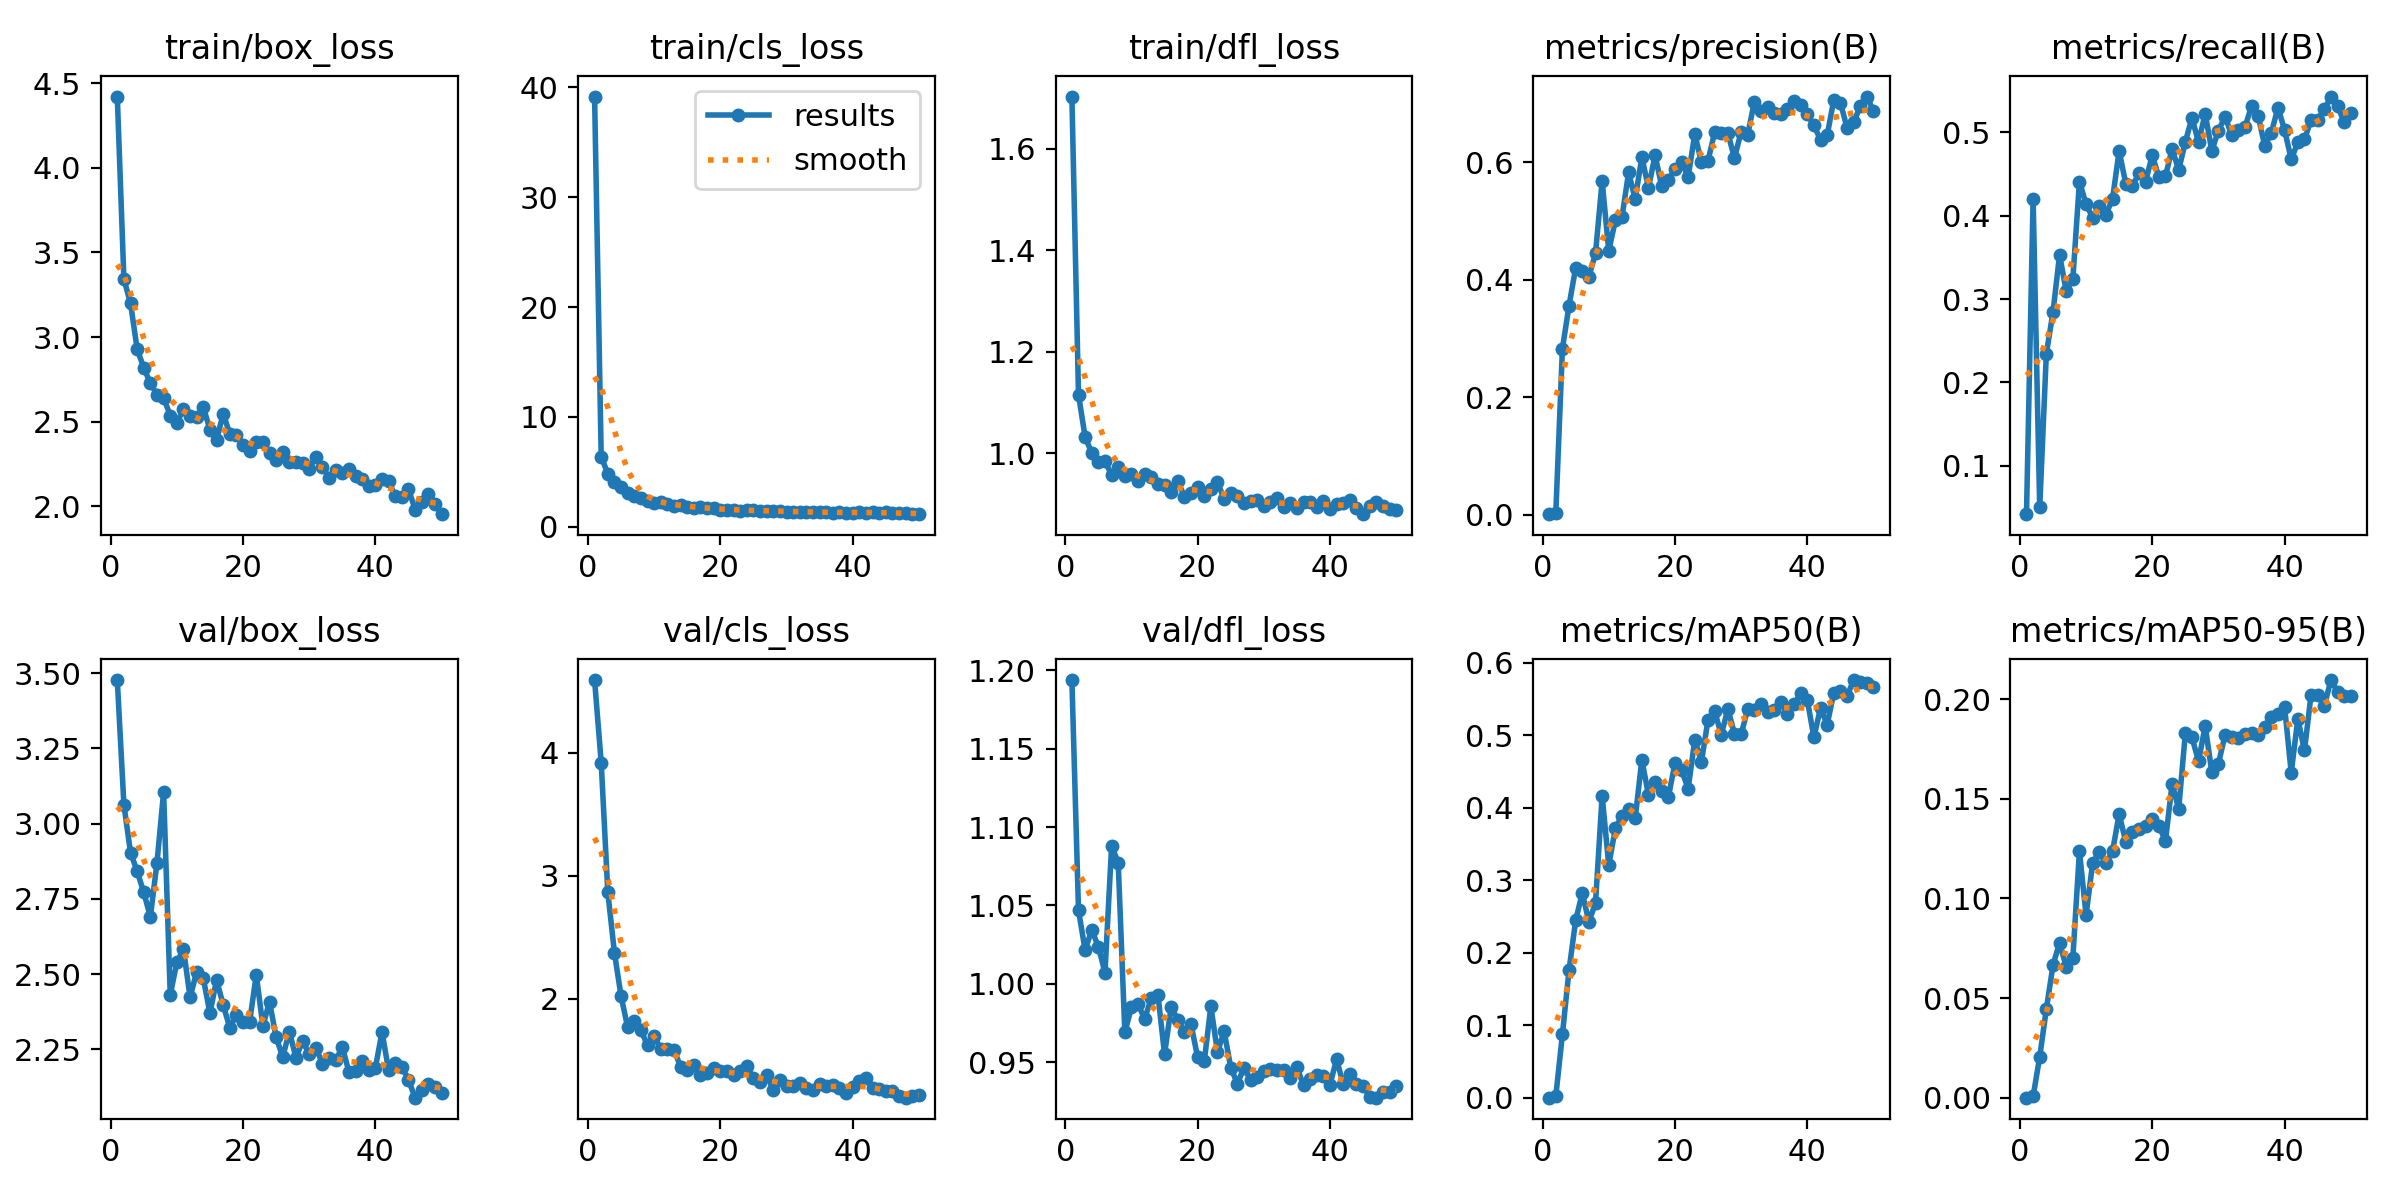 train/box_loss
4.5
4.0
3.5
3.0
2.5
2.0
0 20 40
train/cls_loss
results
smooth
40
30
20
10
0
0 20 40
train/dfl_loss
1.6
1.4
1.2
1.0
0 20 40
metrics/precision(B)
0.6
0.4
0.2
0.0
0 20 40
metrics/recall(B)
0.5
0.4
0.3
0.2
0.1
0 20 40
val/box_loss
3.50
3.25
3.00
2.75
2.50
2.25
0 20 40
val/cls_loss
4
3
2
0 20 40
val/dfl_loss
1.20
1.15
1.10
1.05
1.00
0.95
0 20 40
metrics/mAP50(B)
0.6
0.5
0.4
0.3
0.2
0.1
0.0
0 20 40
metrics/mAP50-95(B)
0.20
0.15
0.10
0.05
0.00
0 20 40